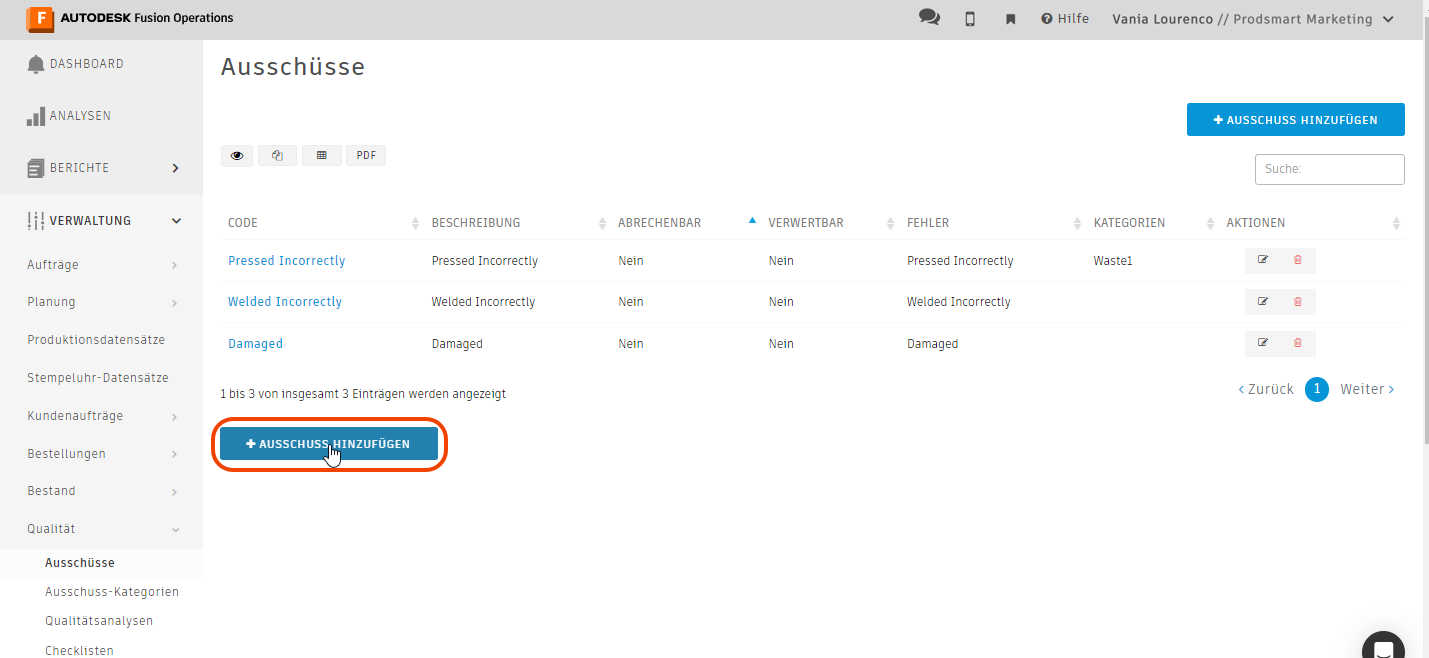 F AUTODESK Fusion Operations
Hilfe Vania Lourenco // Prodsmart Marketing
DASHBOARD
ANALYSEN
BERICHTE
VERWALTUNG
Aufträge
Planung
Produktionsdatensätze
Stempeluhr-Datensätze
Kundenaufträge
Bestellungen
Bestand
Qualität
Ausschüsse
Ausschuss-Kategorien
Qualitätsanalysen
Checklisten
Ausschüsse
+ AUSSCHUSS HINZUFÜGEN
PDF
Suche:
CODE BESCHREIBUNG ABRECHENBAR VERWERTBAR FEHLER KATEGORIEN AKTIONEN
Pressed Incorrectly Pressed Incorrectly Nein Nein Pressed Incorrectly Waste1
Welded Incorrectly Welded Incorrectly Nein Nein Welded Incorrectly
Damaged Damaged Nein Nein Damaged
1 bis 3 von insgesamt 3 Einträgen werden angezeigt
‹ Zurück 1 Weiter ›
+ AUSSCHUSS HINZUFÜGEN